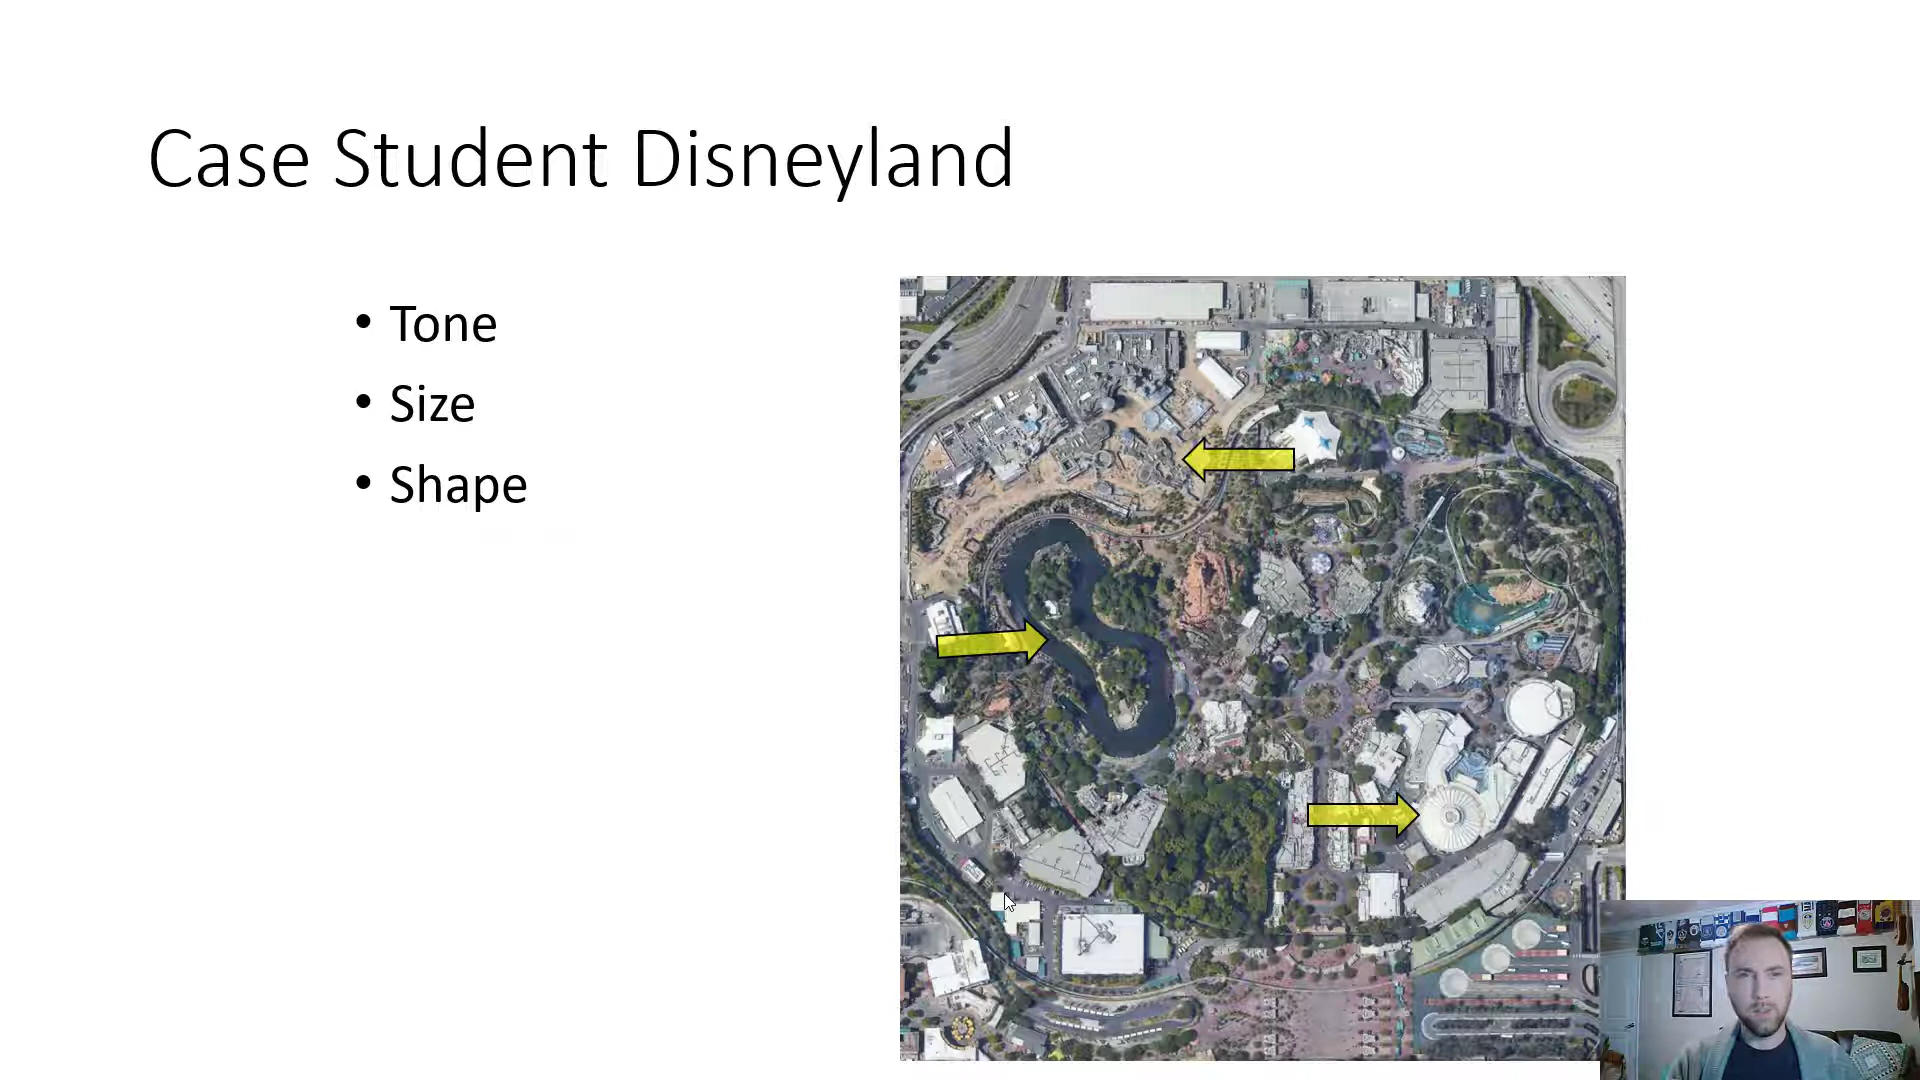 Case Student Disneyland
• Tone
• Size
• Shape